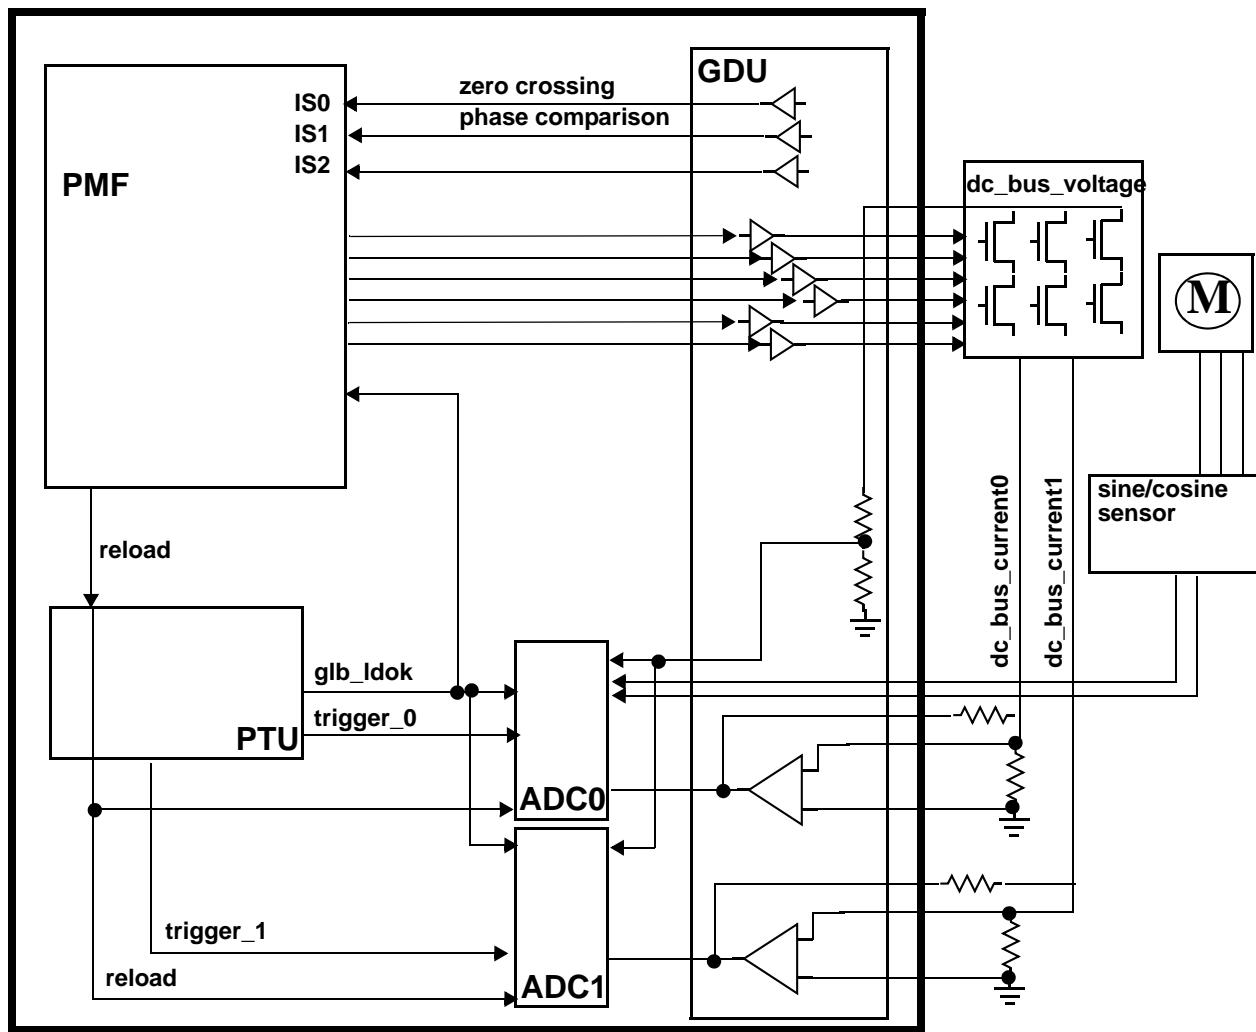 GDU
zero crossing
IS0
phase comparison
IS1
IS2
PMF
dc_bus_voltage
M
sine/cosine
sensor
dc_bus_current0
dc_bus_current1
reload
glb_ldok
trigger_0
PTU
ADC0
trigger_1
reload
ADC1